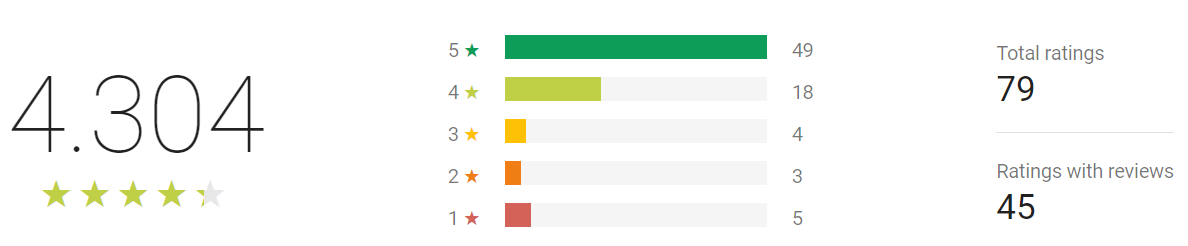 4.304
5 ★ 49
4 ★ 18
3 ★ 4
2 ★ 3
1 ★ 5
Total ratings
79
Ratings with reviews
45